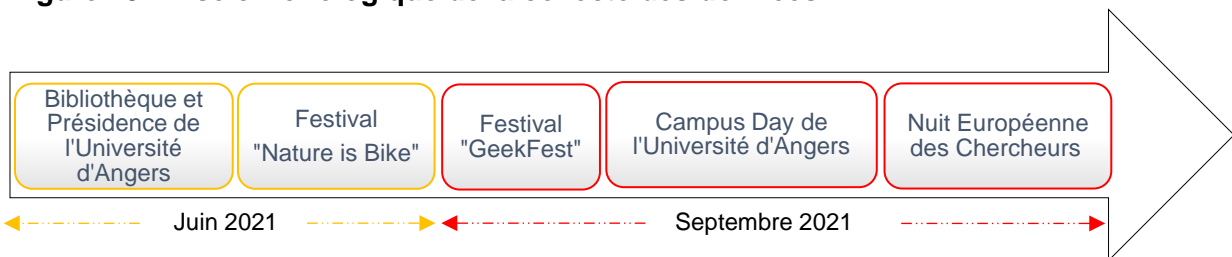 Bibliothèque et
Présidence de
l'Université
d'Angers
Festival
"Nature is Bike"
Festival
"GeekFest"
Campus Day de
l'Université d'Angers
Nuit Européenne
des Chercheurs
Juin 2021
Septembre 2021